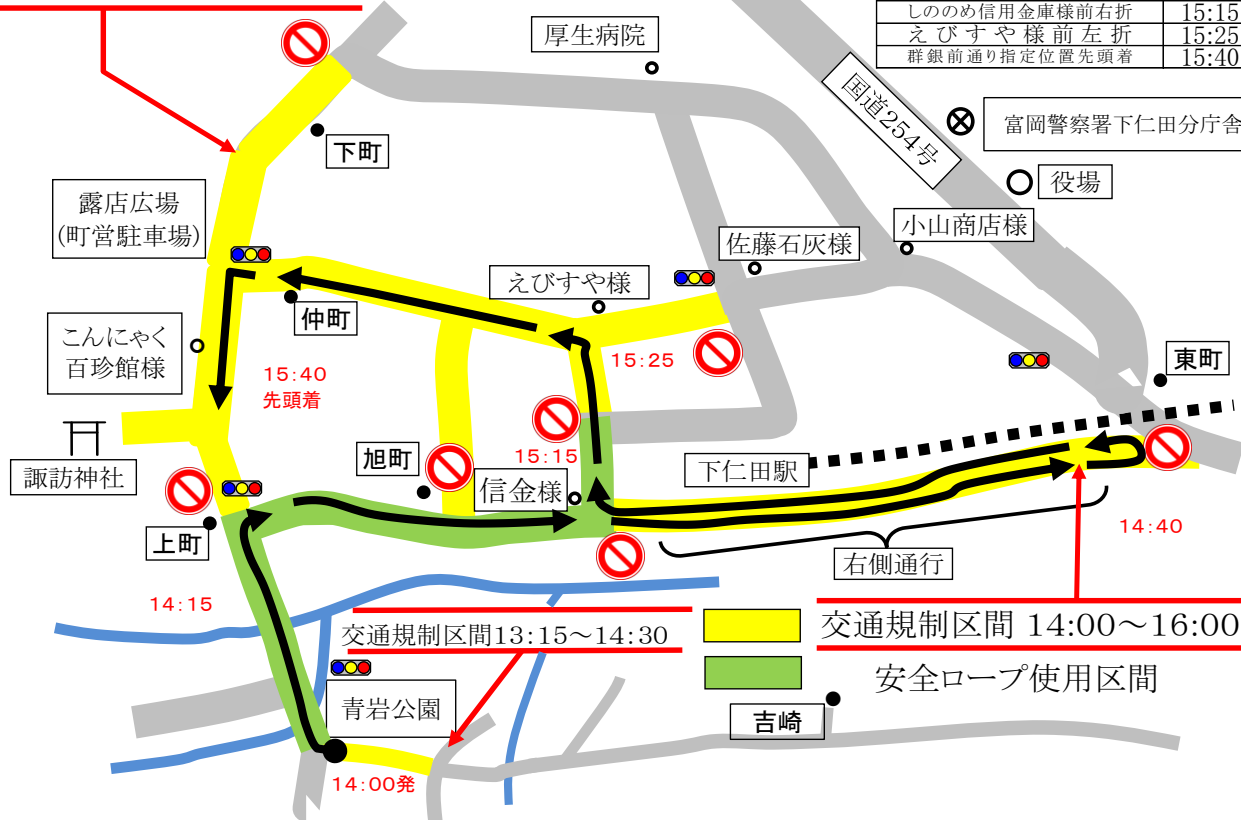 しののめ信用金庫様前右折 15:15
えびすや様前左折 15:25
群銀前通り指定位置先頭着 15:40
厚生病院
国道254号
富岡警察署下仁田分庁舎
役場
下町
露店広場
(町営駐車場)
小山商店様
佐藤石灰様
えびすや様
仲町
こんにゃく
百珍館様
15:40
先頭着
15:25
東町
諏訪神社
旭町
15:15
信金様
下仁田駅
14:40
上町
右側通行
14:15
交通規制区間13:15～14:30
交通規制区間 14:00～16:00
安全ロープ使用区間
青岩公園
吉崎
14:00発